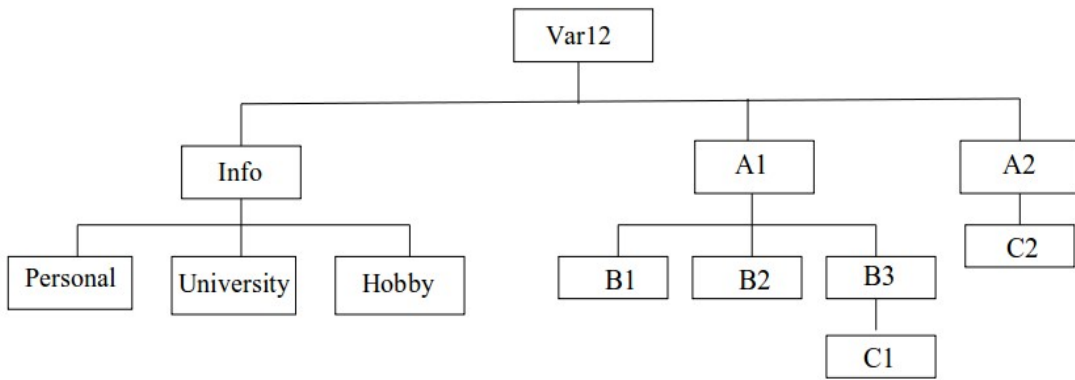 Var12
Info
A1
A2
Personal
University
Hobby
B1
B2
B3
C2
C1